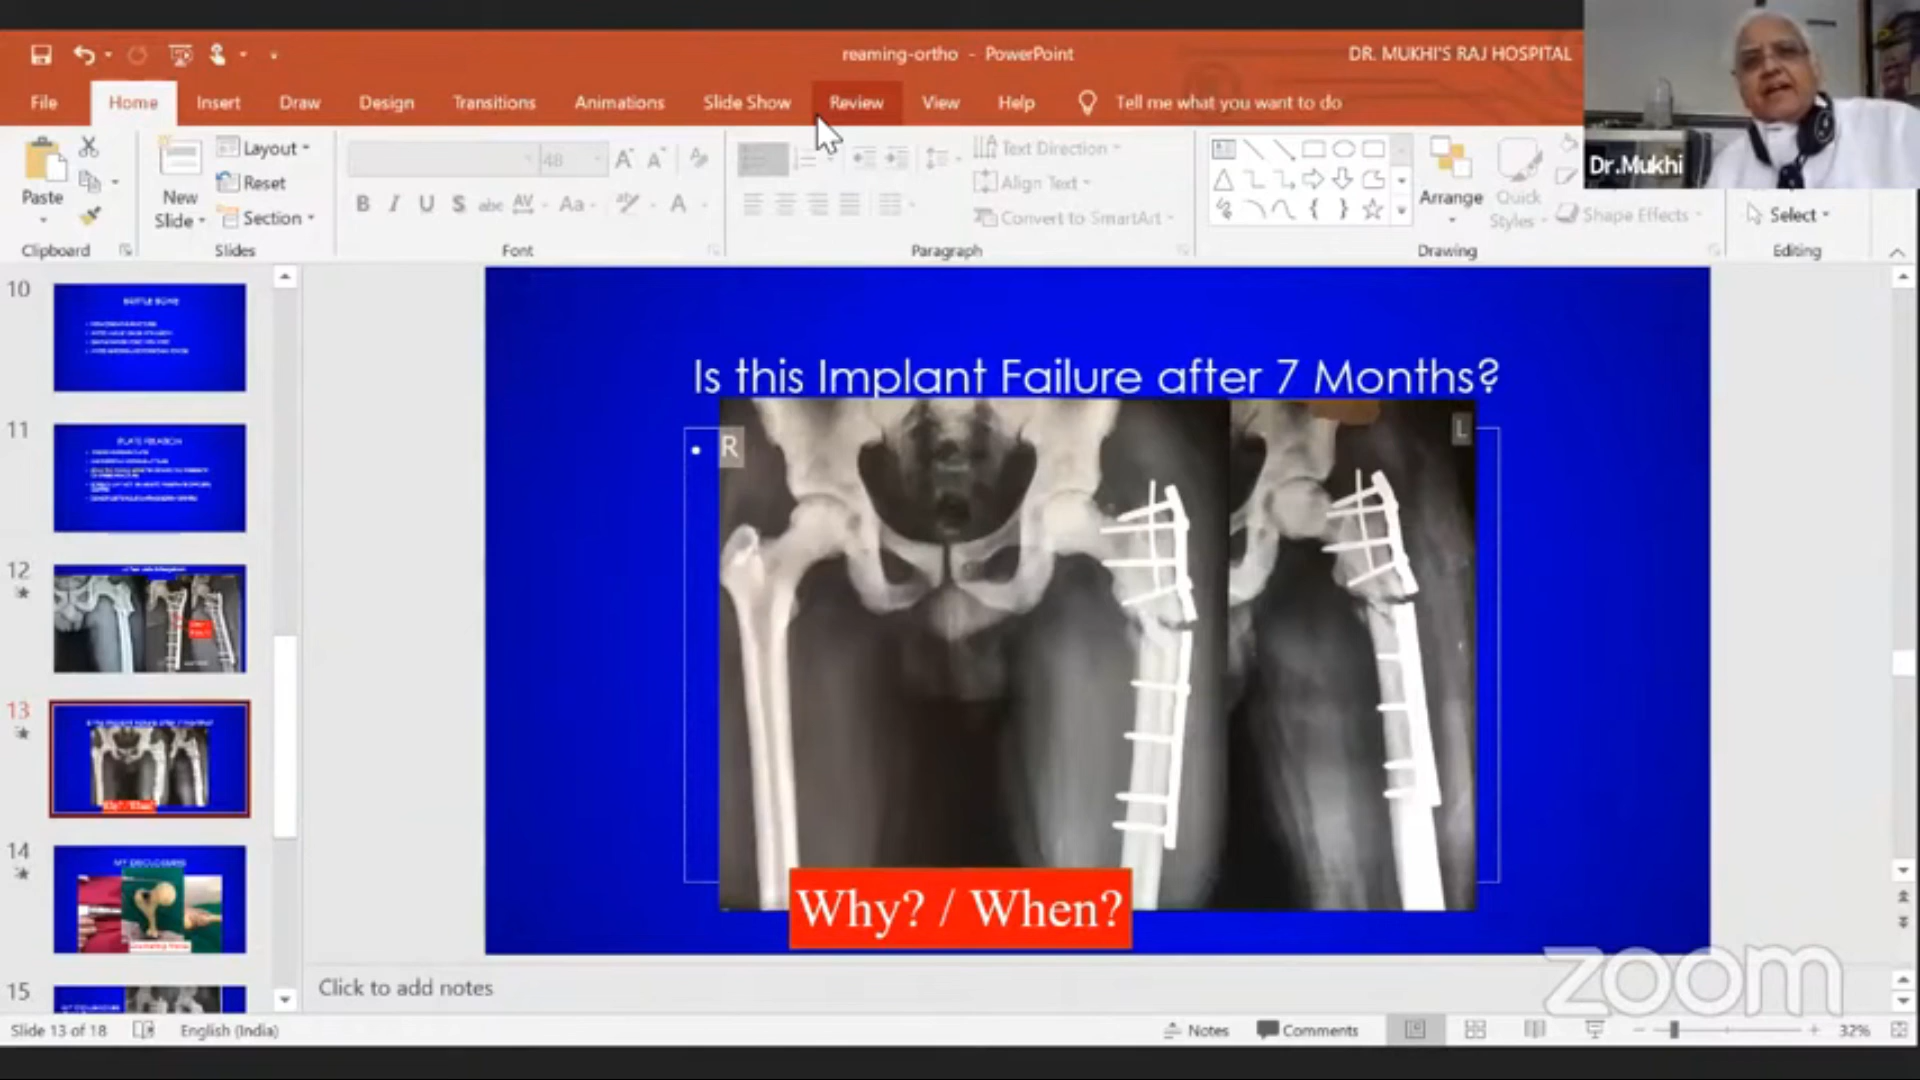 reaming-ortho - PowerPoint
DR. MUKHI'S RAJ HOSPITAL
File Home Insert Draw Design Transitions Animations Slide Show Review View Help Tell me what you want to do
Paste
New Slide
Layout
Reset
Section
48
B I U S abc AV Aa A
Text Direction
Align Text
Convert to SmartArt
Arrange
Quick Styles
Shape Effects
Select
Clipboard Slides Font Paragraph Drawing Editing
Dr.Mukhi
10
11
12
13
14
15
Is this Implant Failure after 7 Months?
• R
L
Why? / When?
Click to add notes
zoom
Slide 13 of 18 English (India) Notes Comments 32%